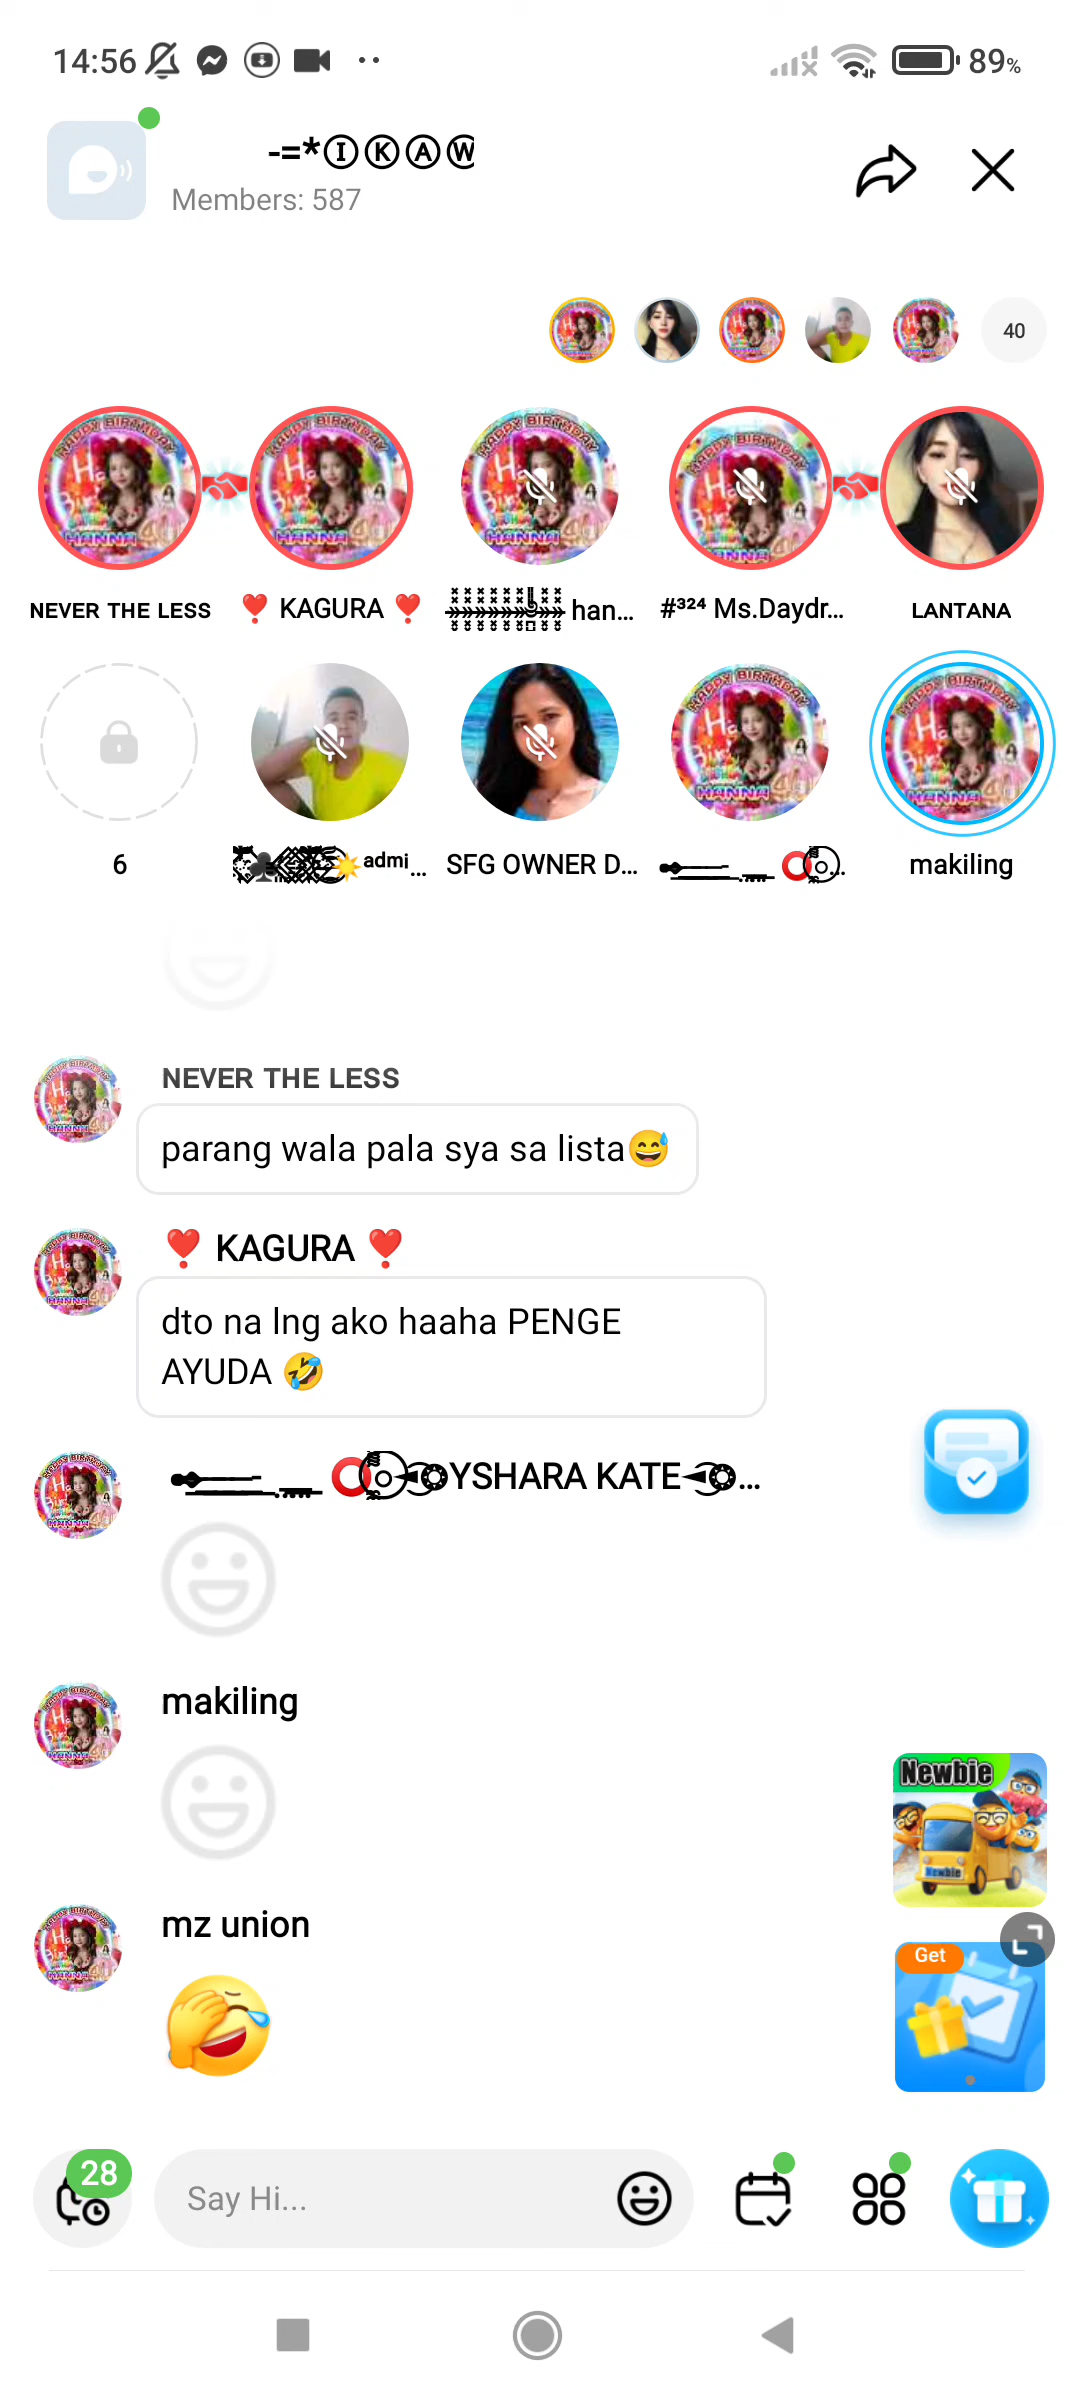 14:56
89%
-=*ⒾⓀⒶⓌ
Members: 587
40
NEVER THE LESS
❣️ KAGURA ❣️
han...
#³²⁴ Ms.Daydr...
LANTANA
6
ᵃᵈᵐⁱ...
SFG OWNER D...
makiling
NEVER THE LESS
parang wala pala sya sa lista😅
❣️ KAGURA ❣️
dto na lng ako haaha PENGE
AYUDA 🤣
YSHARA KATE
makiling
Newbie
Newbie
mz union
Get
28
Say Hi...